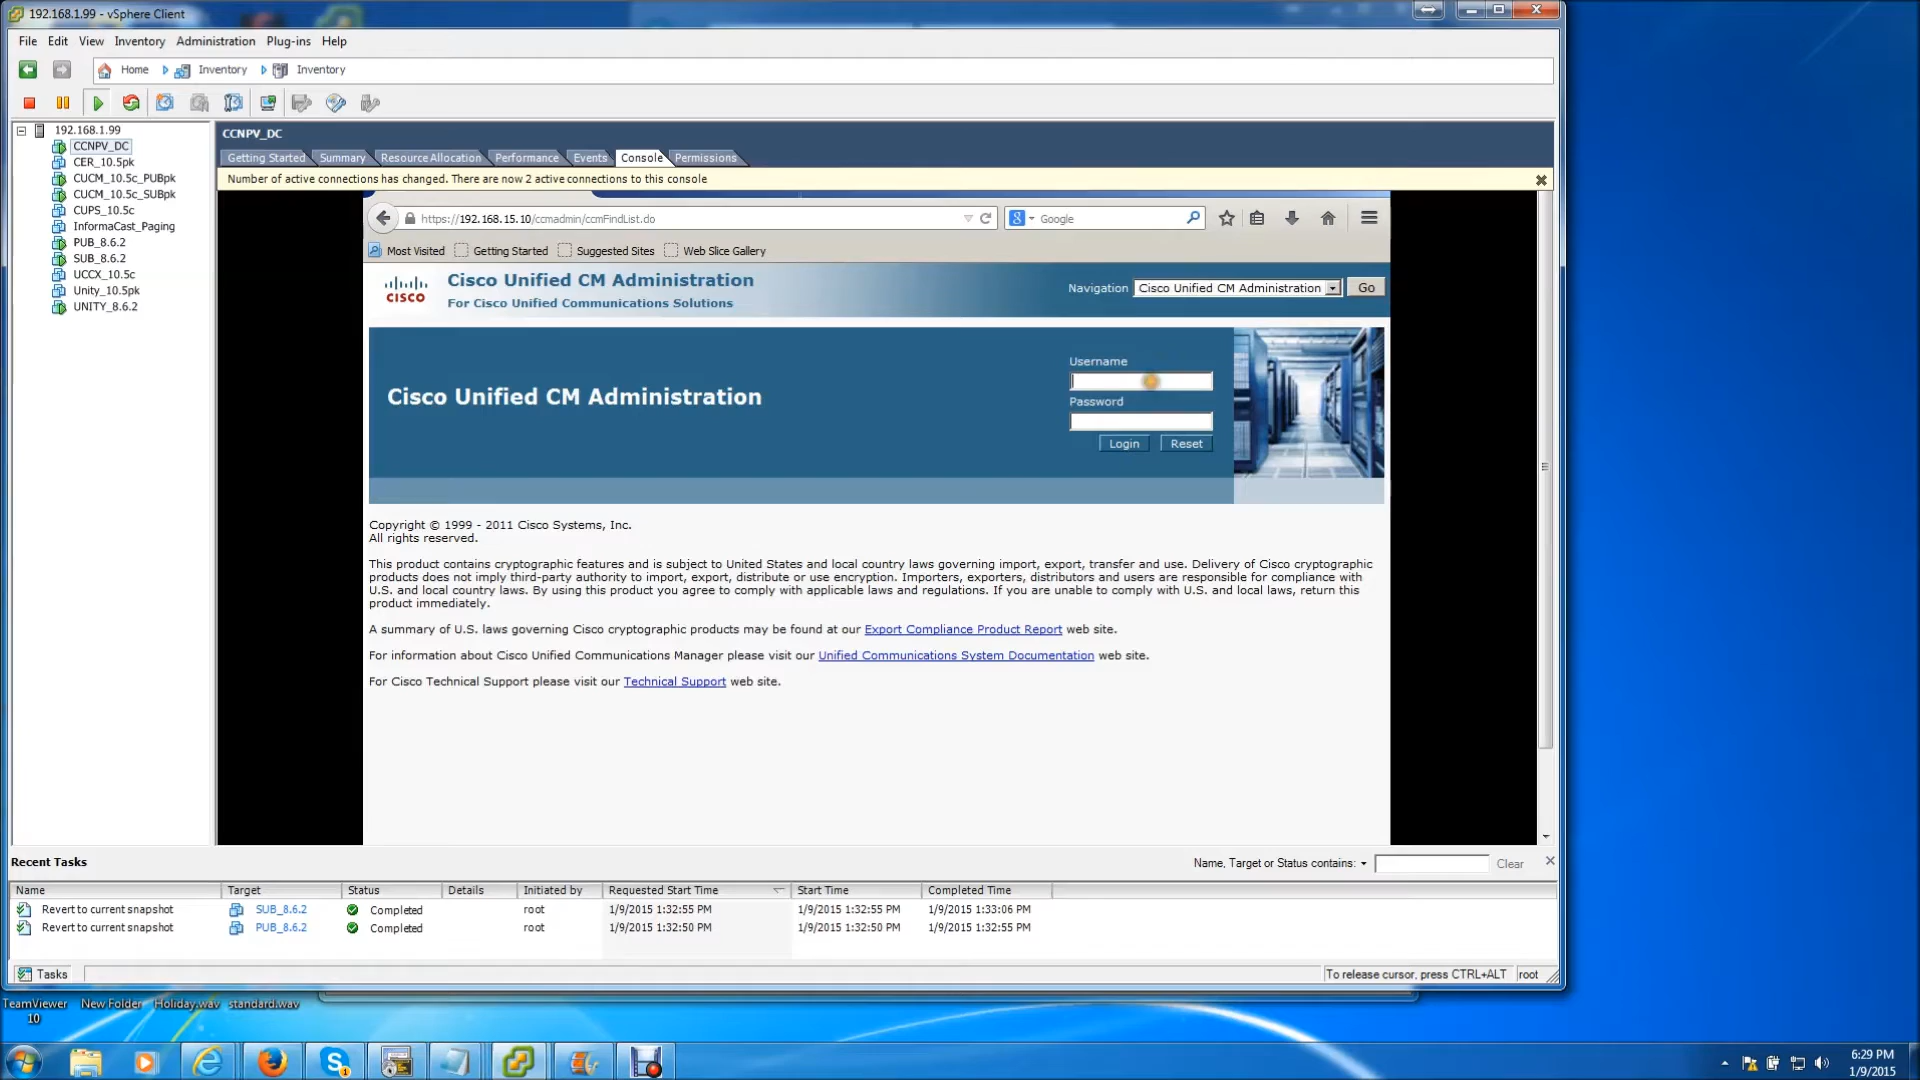 192.168.1.99 - vSphere Client
File Edit View Inventory Administration Plug-ins Help
Home Inventory Inventory
192.168.1.99
CCNPV_DC
CER_10.5pk
CUCM_10.5c_PUBpk
CUCM_10.5c_SUBpk
CUPS_10.5c
InformaCast_Paging
PUB_8.6.2
SUB_8.6.2
UCCX_10.5c
Unity_10.5pk
UNITY_8.6.2
CCNPV_DC
Getting Started Summary Resource Allocation Performance Events Console Permissions
Number of active connections has changed. There are now 2 active connections to this console
https://192.168.15.10/ccmadmin/ccmFindList.do
Google
Most Visited Getting Started Suggested Sites Web Slice Gallery
CISCO
Cisco Unified CM Administration
For Cisco Unified Communications Solutions
Navigation Cisco Unified CM Administration Go
Cisco Unified CM Administration
Username
Password
Login Reset
Copyright © 1999 - 2011 Cisco Systems, Inc.
All rights reserved.
This product contains cryptographic features and is subject to United States and local country laws governing import, export, transfer and use. Delivery of Cisco cryptographic
products does not imply third-party authority to import, export, distribute or use encryption. Importers, exporters, distributors and users are responsible for compliance with
U.S. and local country laws. By using this product you agree to comply with applicable laws and regulations. If you are unable to comply with U.S. and local laws, return this
product immediately.
A summary of U.S. laws governing Cisco cryptographic products may be found at our Export Compliance Product Report web site.
For information about Cisco Unified Communications Manager please visit our Unified Communications System Documentation web site.
For Cisco Technical Support please visit our Technical Support web site.
Recent Tasks
Name, Target or Status contains: Clear
Name Target Status Details Initiated by Requested Start Time Start Time Completed Time
Revert to current snapshot SUB_8.6.2 Completed root 1/9/2015 1:32:55 PM 1/9/2015 1:32:55 PM 1/9/2015 1:33:06 PM
Revert to current snapshot PUB_8.6.2 Completed root 1/9/2015 1:32:50 PM 1/9/2015 1:32:50 PM 1/9/2015 1:32:55 PM
Tasks
To release cursor, press CTRL+ALT root
TeamViewer 10
New Folder
Holiday.wav
standard.wav
6:29 PM
1/9/2015